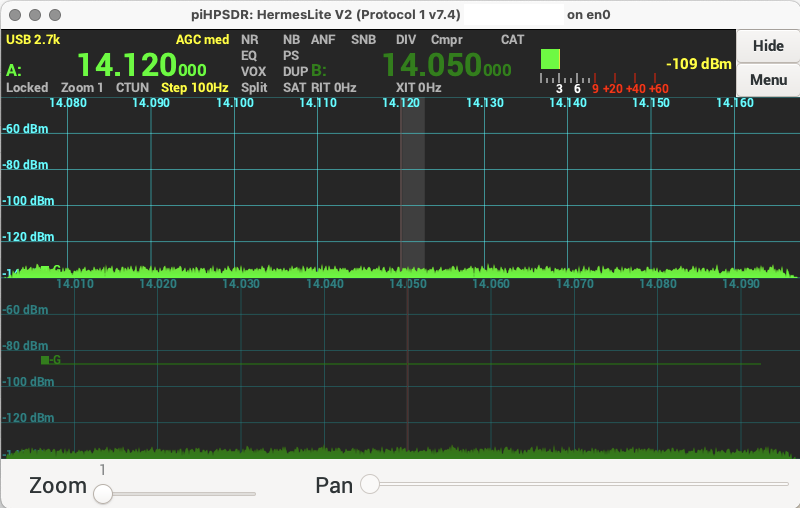 piHPSDR: HermesLite V2 (Protocol 1 v7.4) on en0
USB 2.7k AGC med NR NB ANF SNB DIV Cmpr CAT
EQ PS
A: 14.120000 VOX DUP B: 14.050000 -109 dBm
Locked Zoom 1 CTUN Step 100Hz Split SAT RIT 0Hz XIT 0Hz 3 6 9 +20 +40 +60
Hide
Menu
14.080 14.090 14.100 14.110 14.120 14.130 14.140 14.150 14.160
-60 dBm
-80 dBm
-100 dBm
-120 dBm
-G
14.010 14.020 14.030 14.040 14.050 14.060 14.070 14.080 14.090
-60 dBm
-80 dBm
-G
-100 dBm
-120 dBm
Zoom 1 Pan